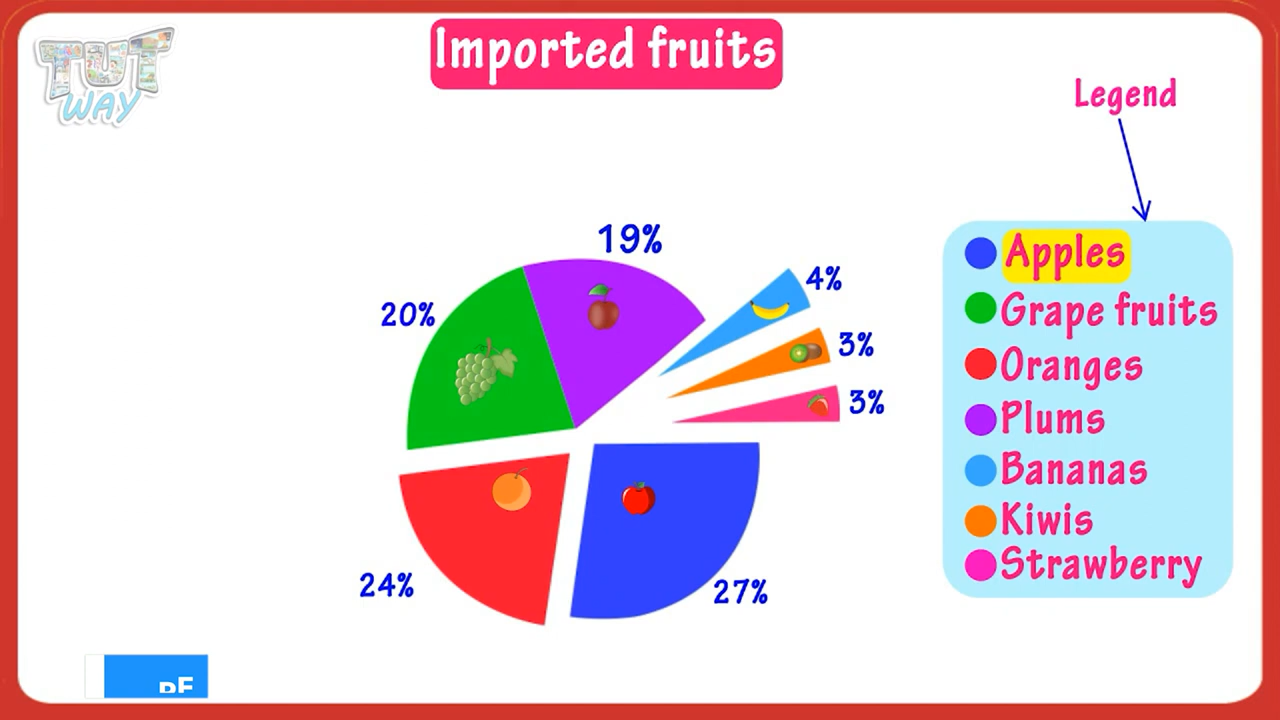 TUT
WAY
Imported fruits
Legend
Apples
Grape fruits
Oranges
Plums
Bananas
Kiwis
Strawberry
19%
4%
20%
3%
3%
24%
27%